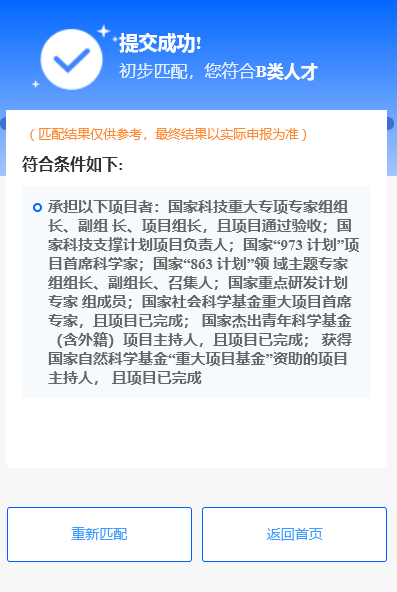 提交成功!
初步匹配，您符合B类人才
（ 匹配结果仅供参考，最终结果以实际申报为准 ）
符合条件如下:
承担以下项目者：国家科技重大专项专家组组
长、副组 长、项目组长，且项目通过验收；国
家科技支撑计划项目负责人；国家“973 计划”项
目首席科学家；国家“863 计划”领 域主题专家
组组长、副组长、召集人；国家重点研发计划
专家 组成员；国家社会科学基金重大项目首席
专家，且项目已完成； 国家杰出青年科学基金
（含外籍）项目主持人，且项目已完成； 获得
国家自然科学基金“重大项目基金”资助的项目
主持人， 且项目已完成
重新匹配
返回首页